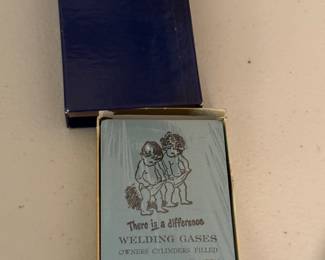 There is a difference
WELDING GASES
OWNERS CYLINDERS FILLED